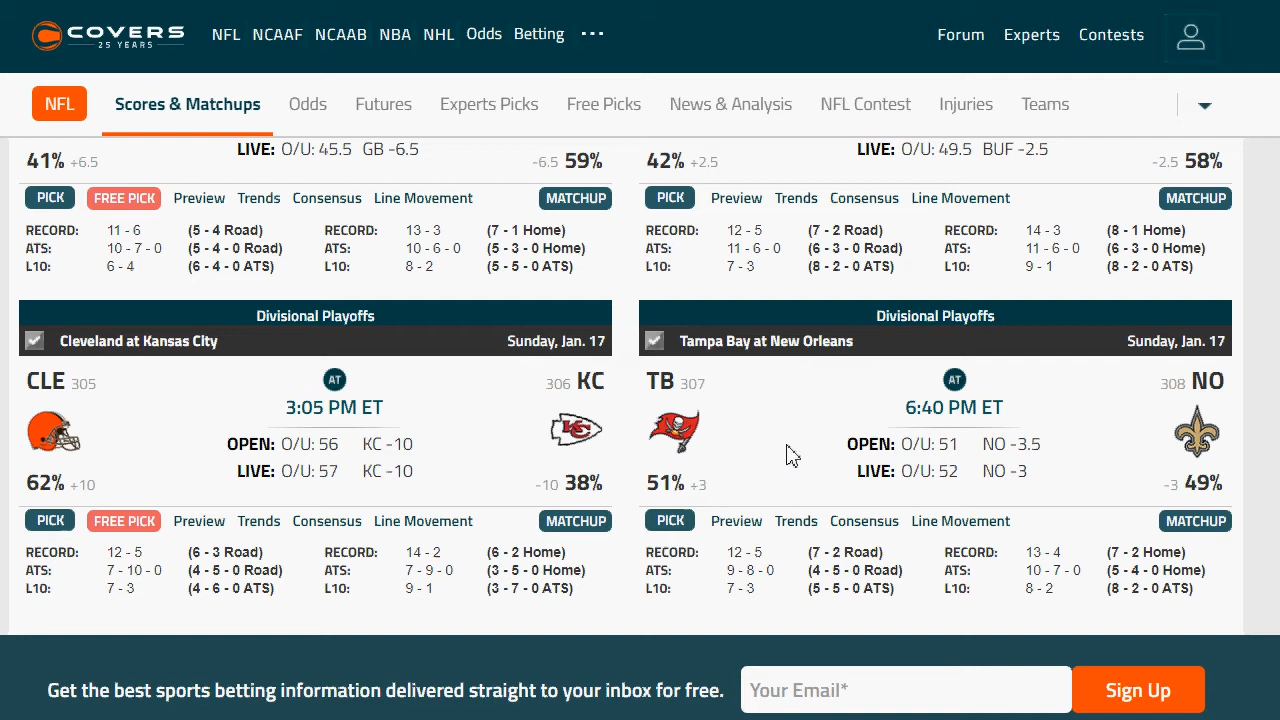 COVERS
25 YEARS
NFL NCAAF NCAAB NBA NHL Odds Betting ...
Forum Experts Contests
NFL Scores & Matchups Odds Futures Experts Picks Free Picks News & Analysis NFL Contest Injuries Teams
LIVE: O/U: 45.5 GB -6.5
41% +6.5 -6.5 59%
PICK FREE PICK Preview Trends Consensus Line Movement MATCHUP
RECORD: 11 - 6 (5 - 4 Road) RECORD: 13 - 3 (7 - 1 Home)
ATS: 10 - 7 - 0 (5 - 4 - 0 Road) ATS: 10 - 6 - 0 (5 - 3 - 0 Home)
L10: 6 - 4 (6 - 4 - 0 ATS) L10: 8 - 2 (5 - 5 - 0 ATS)
LIVE: O/U: 49.5 BUF -2.5
42% +2.5 -2.5 58%
PICK Preview Trends Consensus Line Movement MATCHUP
RECORD: 12 - 5 (7 - 2 Road) RECORD: 14 - 3 (8 - 1 Home)
ATS: 11 - 6 - 0 (6 - 3 - 0 Road) ATS: 11 - 6 - 0 (6 - 3 - 0 Home)
L10: 7 - 3 (8 - 2 - 0 ATS) L10: 9 - 1 (8 - 2 - 0 ATS)
Divisional Playoffs
Cleveland at Kansas City Sunday, Jan. 17
CLE 305 AT 306 KC
3:05 PM ET
OPEN: O/U: 56 KC -10
LIVE: O/U: 57 KC -10
62% +10 -10 38%
PICK FREE PICK Preview Trends Consensus Line Movement MATCHUP
RECORD: 12 - 5 (6 - 3 Road) RECORD: 14 - 2 (6 - 2 Home)
ATS: 7 - 10 - 0 (4 - 5 - 0 Road) ATS: 7 - 9 - 0 (3 - 5 - 0 Home)
L10: 7 - 3 (4 - 6 - 0 ATS) L10: 9 - 1 (3 - 7 - 0 ATS)
Divisional Playoffs
Tampa Bay at New Orleans Sunday, Jan. 17
TB 307 AT 308 NO
6:40 PM ET
OPEN: O/U: 51 NO -3.5
LIVE: O/U: 52 NO -3
51% +3 -3 49%
PICK Preview Trends Consensus Line Movement MATCHUP
RECORD: 12 - 5 (7 - 2 Road) RECORD: 13 - 4 (7 - 2 Home)
ATS: 9 - 8 - 0 (4 - 5 - 0 Road) ATS: 10 - 7 - 0 (5 - 4 - 0 Home)
L10: 7 - 3 (5 - 5 - 0 ATS) L10: 8 - 2 (8 - 2 - 0 ATS)
Get the best sports betting information delivered straight to your inbox for free. Your Email* Sign Up